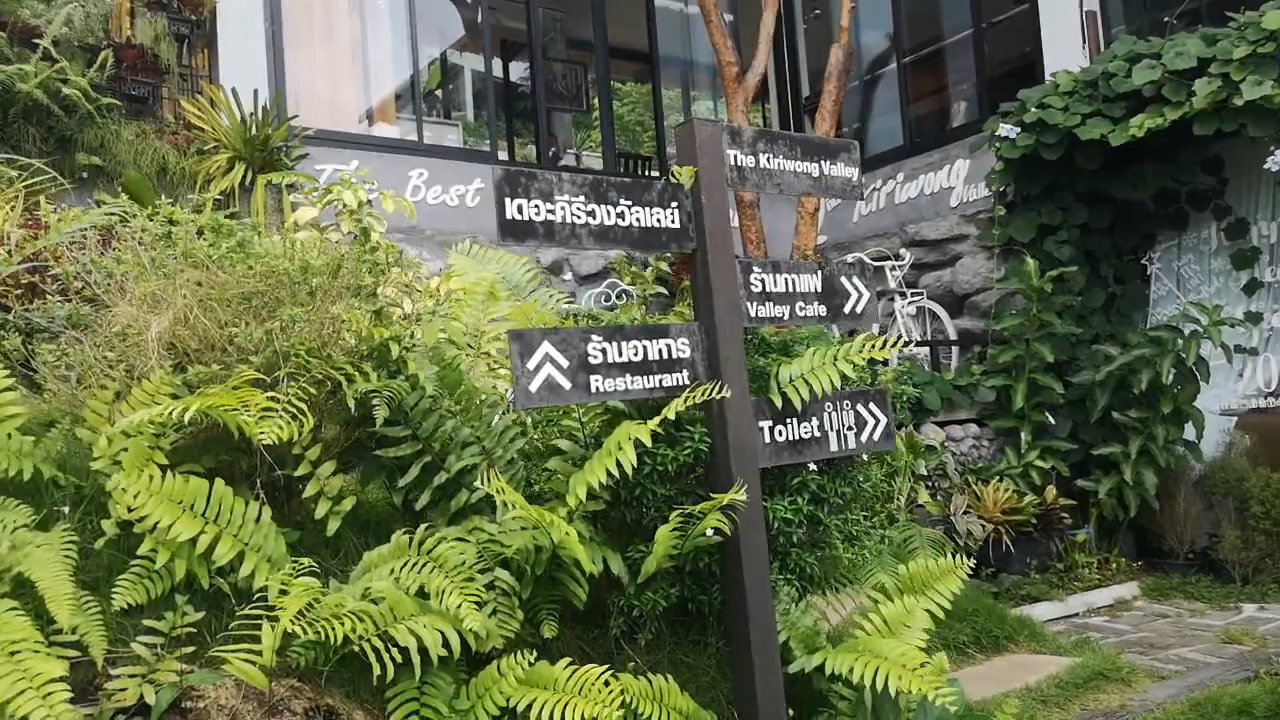 The Best
The Kiriwong Valley
เดอะคีรีวงวัลเลย์
Kiriwong
Valley
ร้านกาแฟ
Valley Cafe
ร้านอาหาร
Restaurant
Toilet